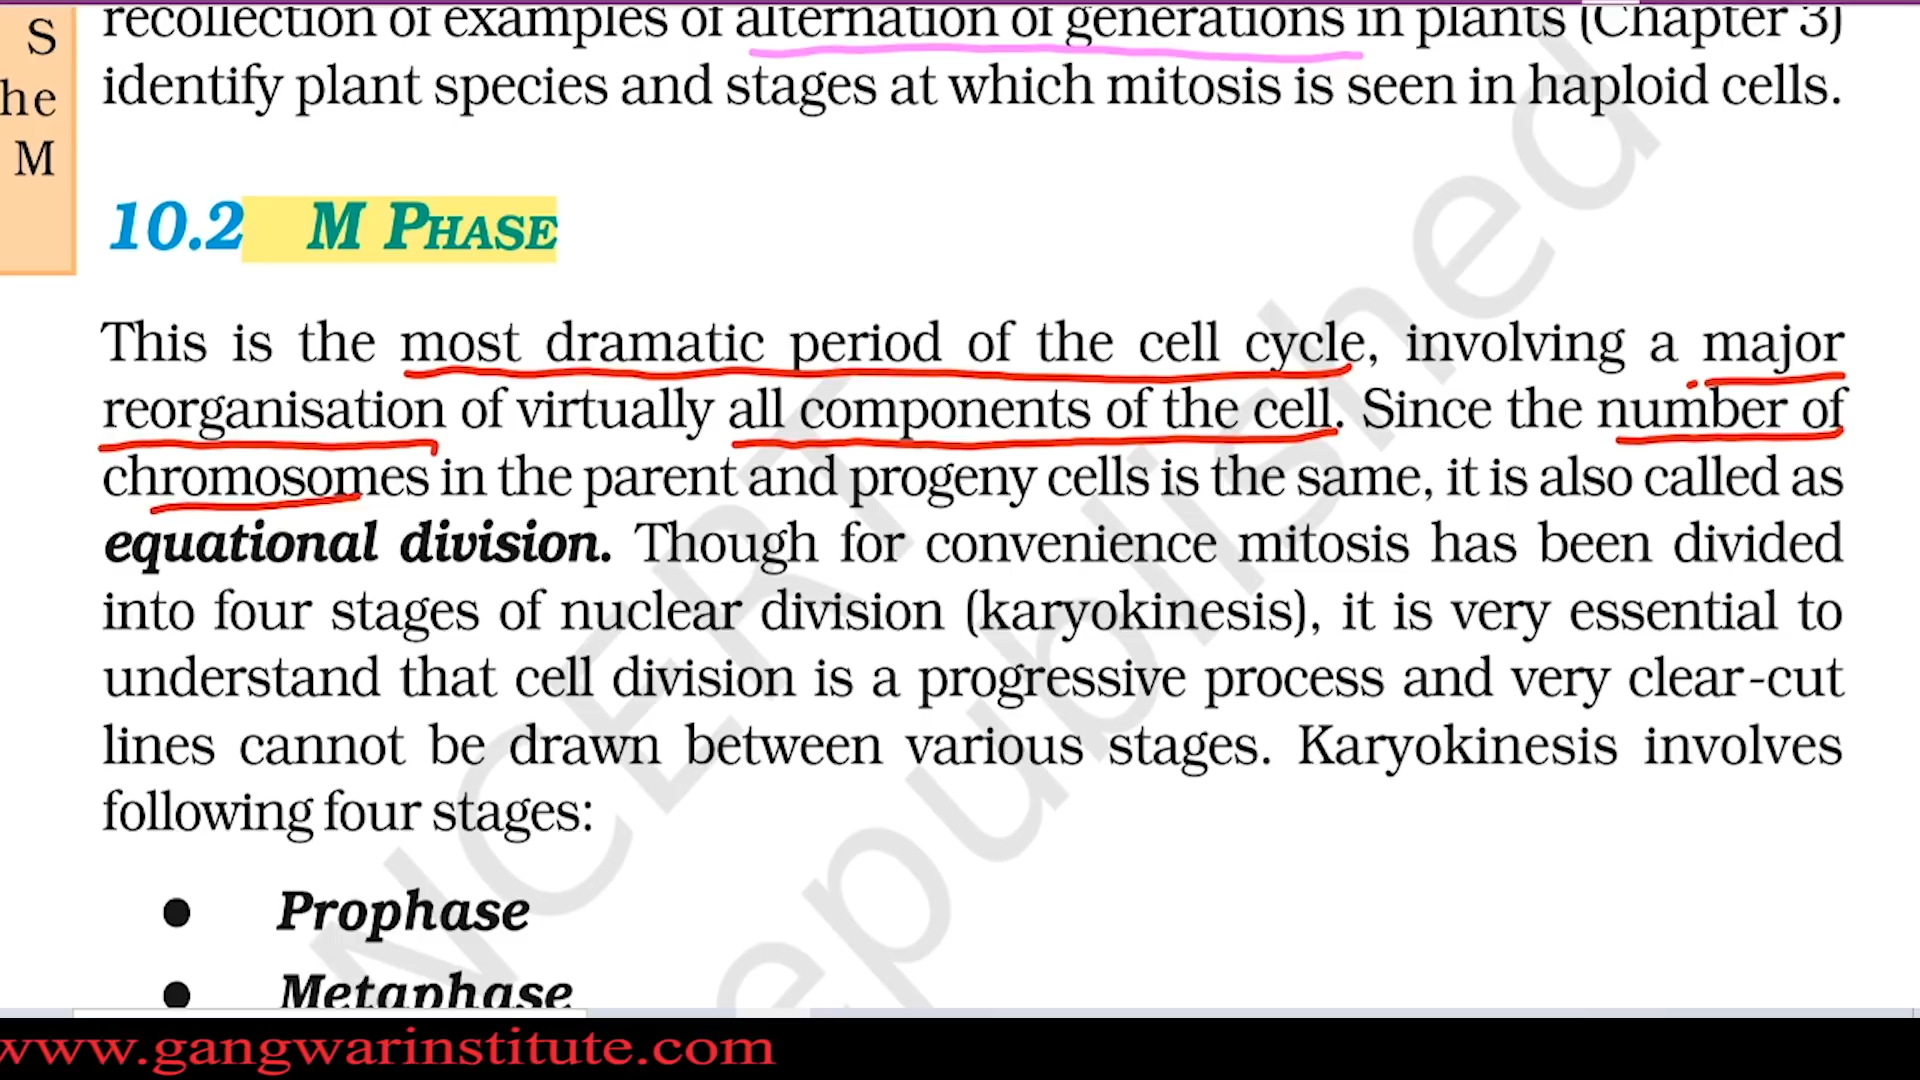 recollection of examples of alternation of generations in plants (Chapter 3)
identify plant species and stages at which mitosis is seen in haploid cells.
S
he
M
10.2 M PHASE
This is the most dramatic period of the cell cycle, involving a major
reorganisation of virtually all components of the cell. Since the number of
chromosomes in the parent and progeny cells is the same, it is also called as
equational division. Though for convenience mitosis has been divided
into four stages of nuclear division (karyokinesis), it is very essential to
understand that cell division is a progressive process and very clear-cut
lines cannot be drawn between various stages. Karyokinesis involves
following four stages:
● Prophase
● Metaphase
NCERT
epublished
www.gangwarinstitute.com